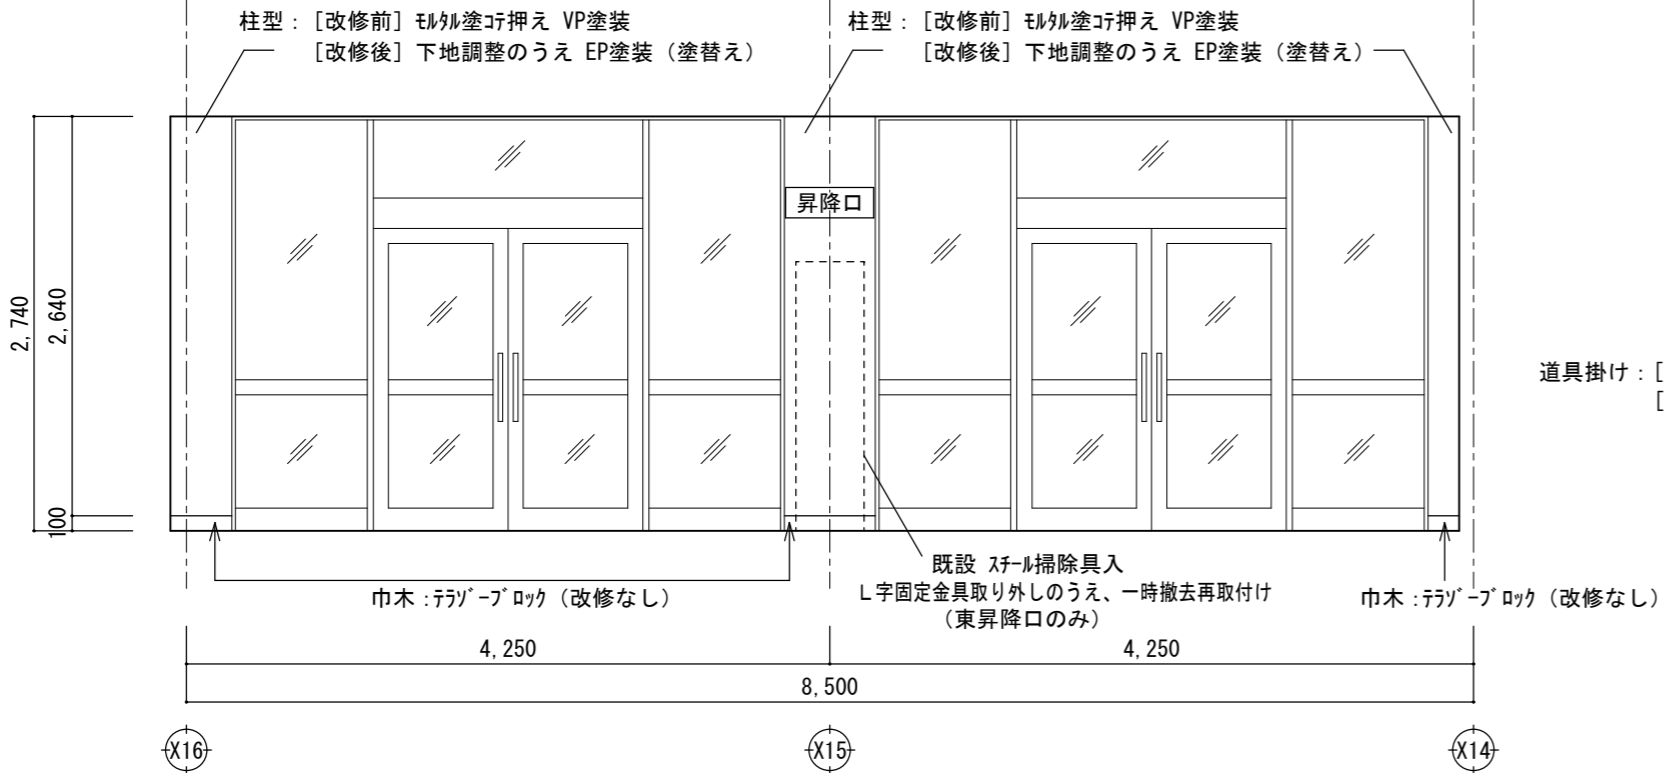 柱型：［改修前］ﾓﾙﾀﾙ塗ｺﾃ押え VP塗装
［改修後］下地調整のうえ EP塗装（塗替え）
柱型：［改修前］ﾓﾙﾀﾙ塗ｺﾃ押え VP塗装
［改修後］下地調整のうえ EP塗装（塗替え）
昇降口
2,740
2,640
100
道具掛け：［
［
既設 ｽﾁｰﾙ掃除具入
Ｌ字固定金具取り外しのうえ、一時撤去再取付け
（東昇降口のみ）
巾木：ﾃﾗｿﾞｰﾌﾞﾛｯｸ（改修なし）
巾木：ﾃﾗｿﾞｰﾌﾞﾛｯｸ（改修なし）
4,250
4,250
8,500
X16
X15
X14